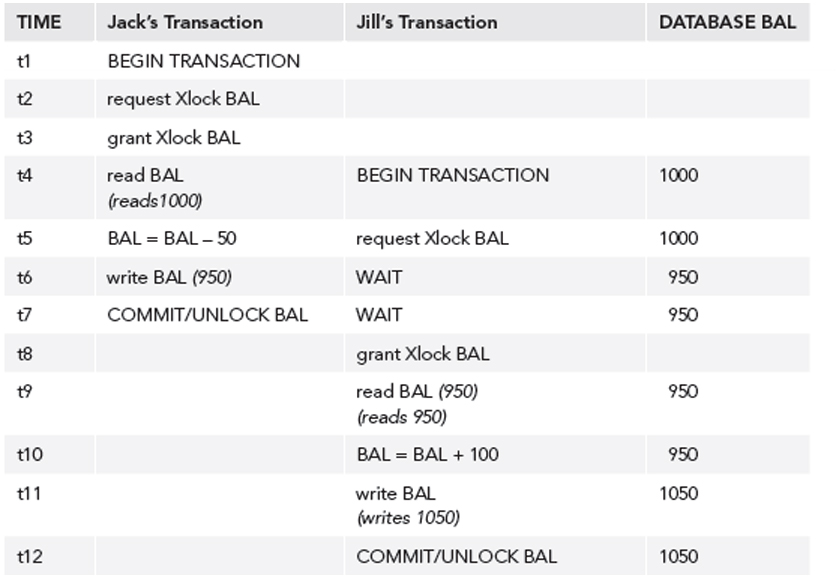 TIME Jack's Transaction Jill's Transaction DATABASE BAL
t1 BEGIN TRANSACTION
t2 request Xlock BAL
t3 grant Xlock BAL
t4 read BAL BEGIN TRANSACTION 1000
(reads1000)
t5 BAL = BAL – 50 request Xlock BAL 1000
t6 write BAL (950) WAIT 950
t7 COMMIT/UNLOCK BAL WAIT 950
t8 grant Xlock BAL
t9 read BAL (950) 950
(reads 950)
t10 BAL = BAL + 100 950
t11 write BAL 1050
(writes 1050)
t12 COMMIT/UNLOCK BAL 1050